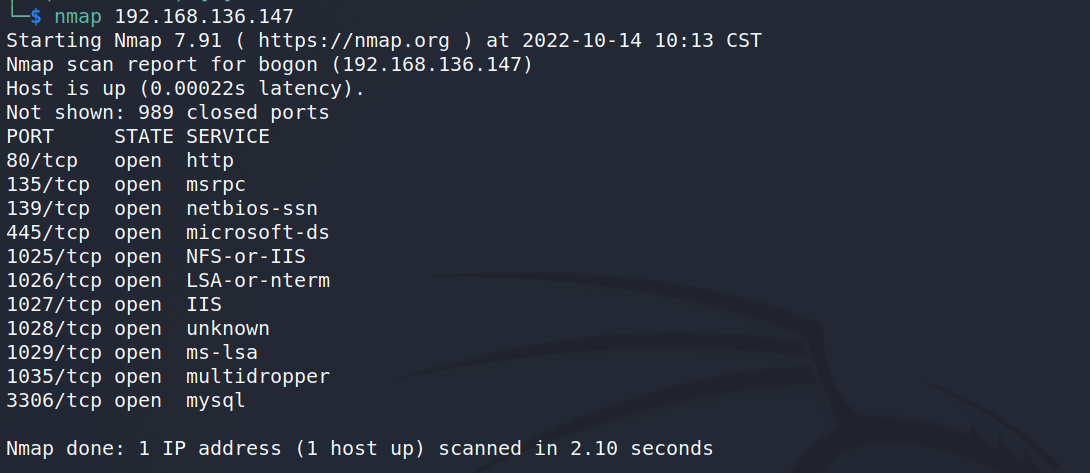 └─$ nmap 192.168.136.147
Starting Nmap 7.91 ( https://nmap.org ) at 2022-10-14 10:13 CST
Nmap scan report for bogon (192.168.136.147)
Host is up (0.00022s latency).
Not shown: 989 closed ports
PORT     STATE SERVICE
80/tcp   open  http
135/tcp  open  msrpc
139/tcp  open  netbios-ssn
445/tcp  open  microsoft-ds
1025/tcp open  NFS-or-IIS
1026/tcp open  LSA-or-nterm
1027/tcp open  IIS
1028/tcp open  unknown
1029/tcp open  ms-lsa
1035/tcp open  multidropper
3306/tcp open  mysql
Nmap done: 1 IP address (1 host up) scanned in 2.10 seconds